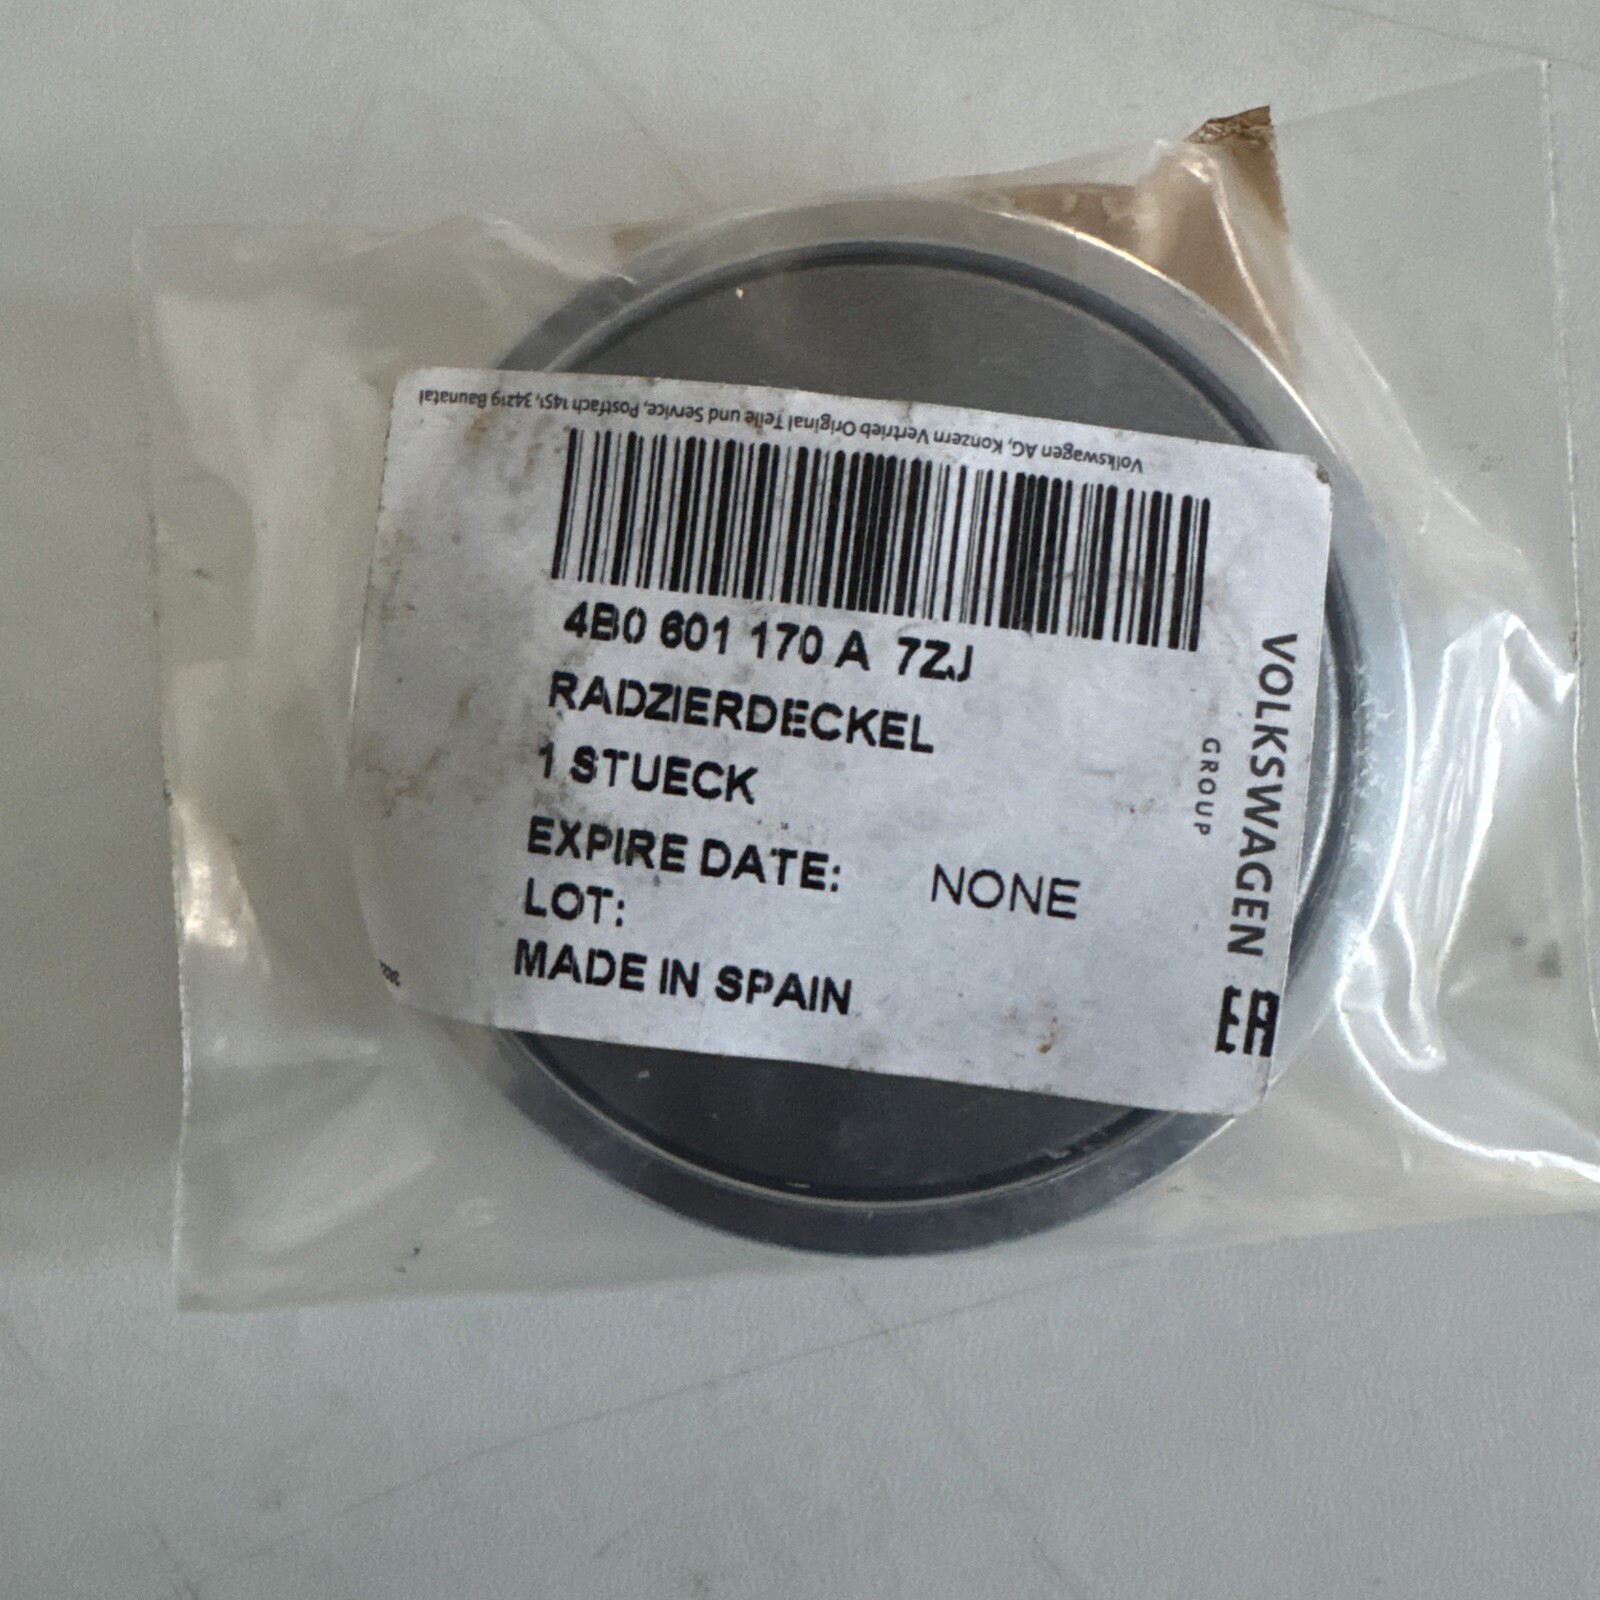 Volkswagen AG, Konzern Vertrieb Original Teile und Service, Postfach 1451, 34219 Baunatal
4B0 601 170 A 7ZJ
RADZIERDECKEL
1 STUECK
EXPIRE DATE: NONE
LOT:
MADE IN SPAIN
VOLKSWAGEN
GROUP
EAC